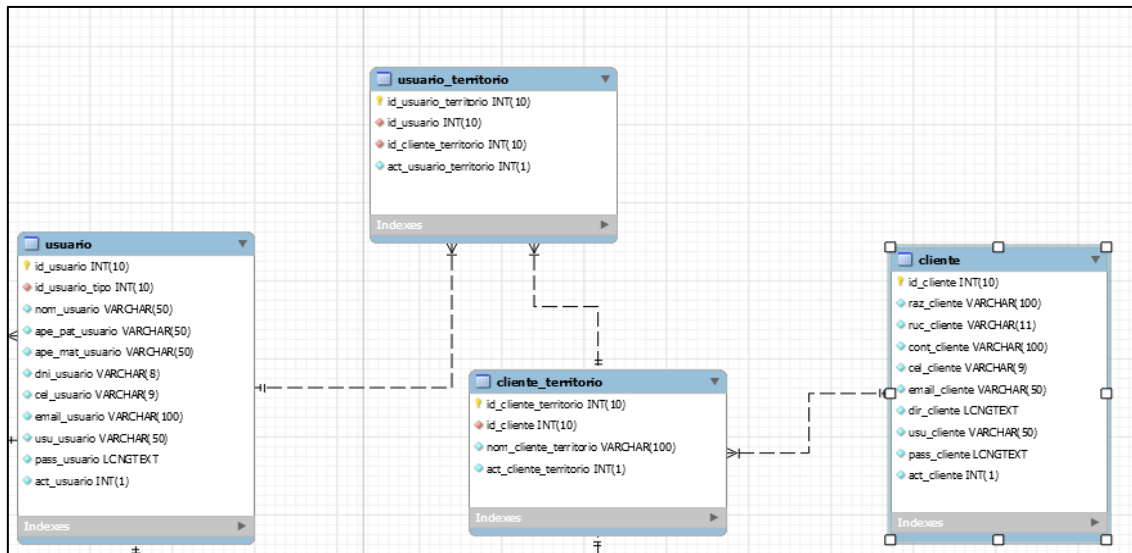 usuario_territorio
id_usuario_territorio INT(10)
id_usuario INT(10)
id_cliente_territorio INT(10)
act_usuario_territorio INT(1)
Indexes
usuario
id_usuario INT(10)
id_usuario_tipo INT(10)
nom_usuario VARCHAR(50)
ape_pat_usuario VARCHAR(50)
ape_mat_usuario VARCHAR(50)
dni_usuario VARCHAR(8)
cel_usuario VARCHAR(9)
email_usuario VARCHAR(100)
usu_usuario VARCHAR(50)
pass_usuario LONGTEXT
act_usuario INT(1)
Indexes
cliente_territorio
id_cliente_territorio INT(10)
id_cliente INT(10)
nom_cliente_territorio VARCHAR(100)
act_cliente_territorio INT(1)
Indexes
cliente
id_cliente INT(10)
raz_cliente VARCHAR(100)
ruc_cliente VARCHAR(11)
cont_cliente VARCHAR(100)
cel_cliente VARCHAR(9)
email_cliente VARCHAR(50)
dir_cliente LONGTEXT
usu_cliente VARCHAR(50)
pass_cliente LONGTEXT
act_cliente INT(1)
Indexes